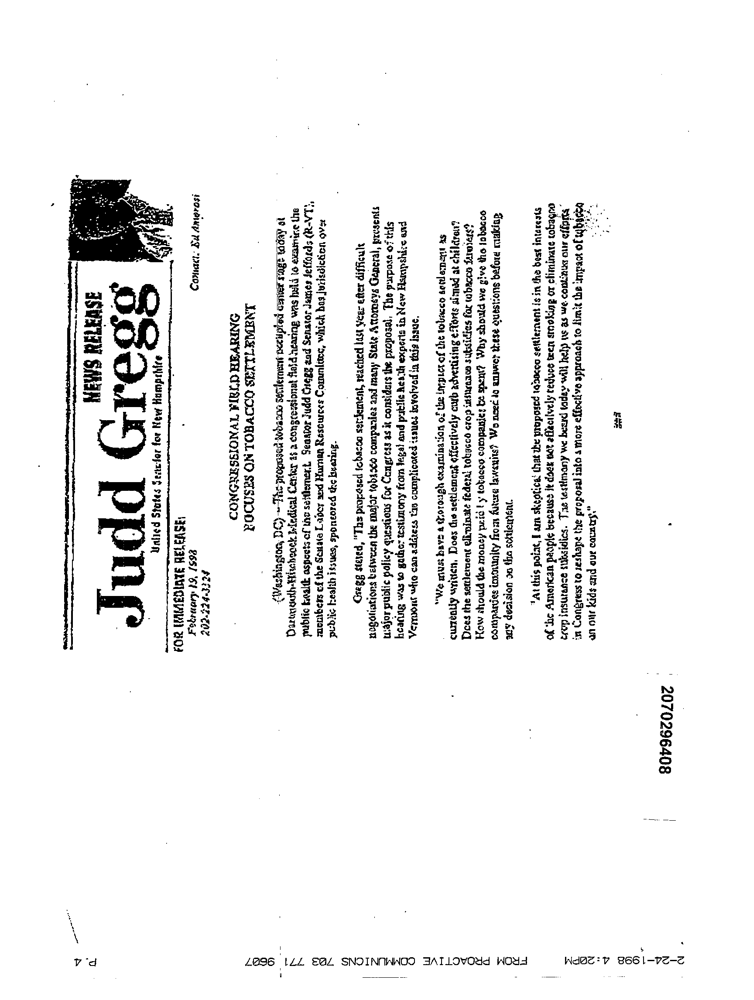 NEWS RELEASE
Judd Gregg
United States Senator for New Hampshire
FOR IMMEDIATE RELEASE:
February 19, 1998
202-224-3324
Contact: Ed Amorosi
CONGRESSIONAL FIELD HEARING
FOCUSES ON TOBACCO SETTLEMENT
(Washington, DC) -- The proposed tobacco settlement occupied center stage today at
Dartmouth-Hitchcock Medical Center as a congressional field hearing was held to examine the
public health aspects of the settlement. Senator Judd Gregg and Senator James Jeffords (R-VT),
members of the Senate Labor and Human Resources Committee, which has jurisdiction over
public health issues, sponsored the hearing.
Gregg stated, "The proposed tobacco settlement, reached last year after difficult
negotiations between the major tobacco companies and many State Attorneys General, presents
major public policy questions for Congress as it considers the proposal. The purpose of this
hearing was to gather testimony from legal and public health experts in New Hampshire and
Vermont who can address the complicated issues involved in this issue.
"We must have a thorough examination of the impact of the tobacco settlement as
currently written. Does the settlement effectively curb advertising efforts aimed at children?
Does the settlement eliminate federal tobacco crop insurance subsidies for tobacco farmers?
How should the money paid by tobacco companies be spent? Why should we give the tobacco
companies immunity from future lawsuits? We need to answer these questions before making
any decision on the settlement.
"At this point, I am skeptical that the proposed tobacco settlement is in the best interests
of the American people because it does not effectively reduce teen smoking or eliminate tobacco
crop insurance subsidies. The testimony we heard today will help us as we continue our efforts
in Congress to reshape the proposal into a more effective approach to limit the impact of tobacco
on our kids and our country."
###
2070296408
2-24-1998 4:20PM FROM PROACTIVE COMMUNICNS 703 771 9607 P.4